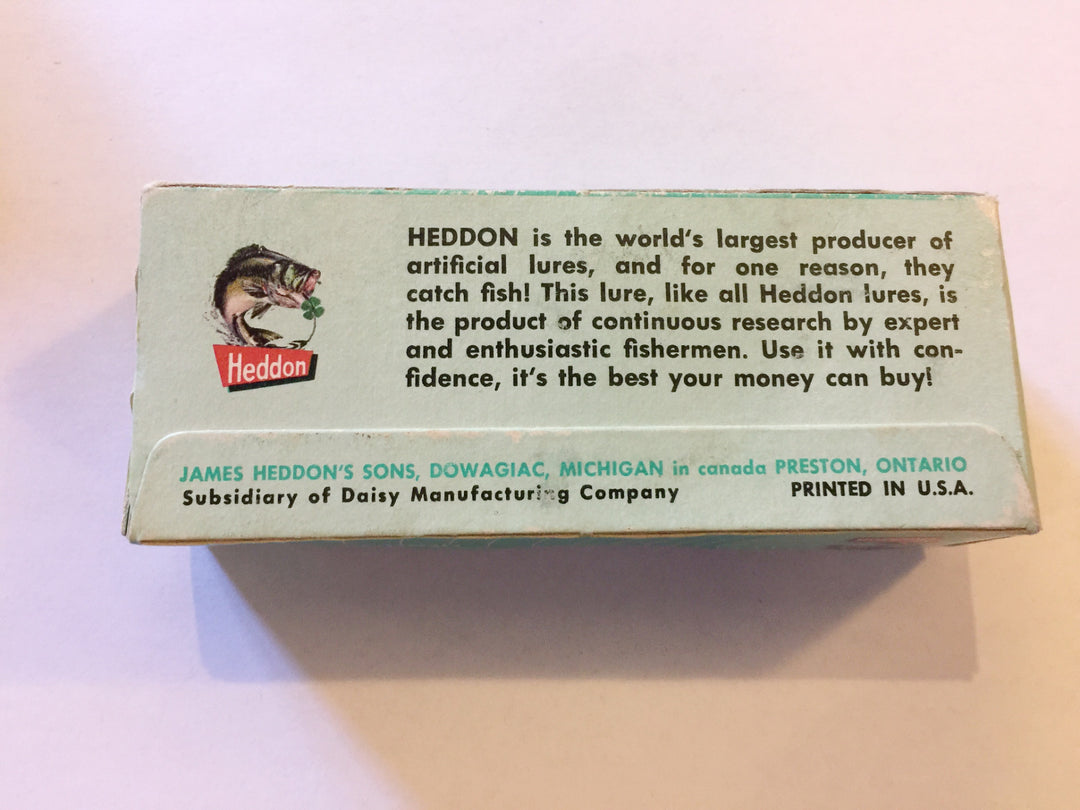 HEDDON is the world's largest producer of
artificial lures, and for one reason, they
catch fish! This lure, like all Heddon lures, is
the product of continuous research by expert
and enthusiastic fishermen. Use it with con-
fidence, it's the best your money can buy!
Heddon
JAMES HEDDON'S SONS, DOWAGIAC, MICHIGAN in canada PRESTON, ONTARIO
Subsidiary of Daisy Manufacturing Company PRINTED IN U.S.A.